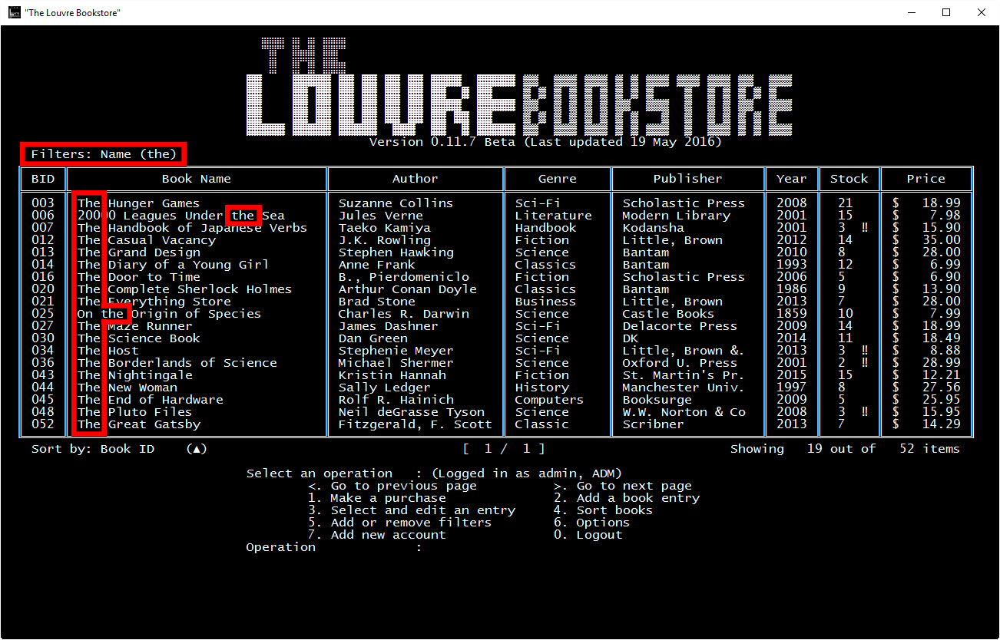 "The Louvre Bookstore"
THE
LOUVRE BOOKSTORE
Version 0.11.7 Beta (Last updated 19 May 2016)
Filters: Name (the)
BID Book Name Author Genre Publisher Year Stock Price
003 The Hunger Games Suzanne Collins Sci-Fi Scholastic Press 2008 21 $ 18.99
006 20000 Leagues Under the Sea Jules Verne Literature Modern Library 2001 15 $ 7.98
007 The Handbook of Japanese Verbs Taeko Kamiya Handbook Kodansha 2001 3 ‼ $ 15.90
012 The Casual Vacancy J.K. Rowling Fiction Little, Brown 2012 14 $ 35.00
013 The Grand Design Stephen Hawking Science Bantam 2010 8 $ 28.00
014 The Diary of a Young Girl Anne Frank Classics Bantam 1993 12 $ 6.99
016 The Door to Time B., Pierdomeniclo Fiction Scholastic Press 2006 5 $ 6.90
020 The Complete Sherlock Holmes Arthur Conan Doyle Classics Bantam 1986 9 $ 13.90
021 The Everything Store Brad Stone Business Little, Brown 2013 7 $ 28.00
025 On the Origin of Species Charles R. Darwin Science Castle Books 1859 10 $ 7.99
027 The Maze Runner James Dashner Sci-Fi Delacorte Press 2009 14 $ 18.99
030 The Science Book Dan Green Science DK 2014 11 $ 18.49
034 The Host Stephenie Meyer Sci-Fi Little, Brown &. 2013 3 ‼ $ 8.88
036 The Borderlands of Science Michael Shermer Science Oxford U. Press 2001 2 ‼ $ 28.99
043 The Nightingale Kristin Hannah Fiction St. Martin's Pr. 2015 15 $ 12.21
044 The New Woman Sally Ledger History Manchester Univ. 1997 8 $ 27.56
045 The End of Hardware Rolf R. Hainich Computers Booksurge 2009 5 $ 25.95
048 The Pluto Files Neil deGrasse Tyson Science W.W. Norton & Co 2008 3 ‼ $ 15.95
052 The Great Gatsby Fitzgerald, F. Scott Classic Scribner 2013 7 $ 14.29
Sort by: Book ID (▲) [ 1 / 1 ] Showing 19 out of 52 items
Select an operation : (Logged in as admin, ADM)
<. Go to previous page >. Go to next page
1. Make a purchase 2. Add a book entry
3. Select and edit an entry 4. Sort books
5. Add or remove filters 6. Options
7. Add new account 0. Logout
Operation :